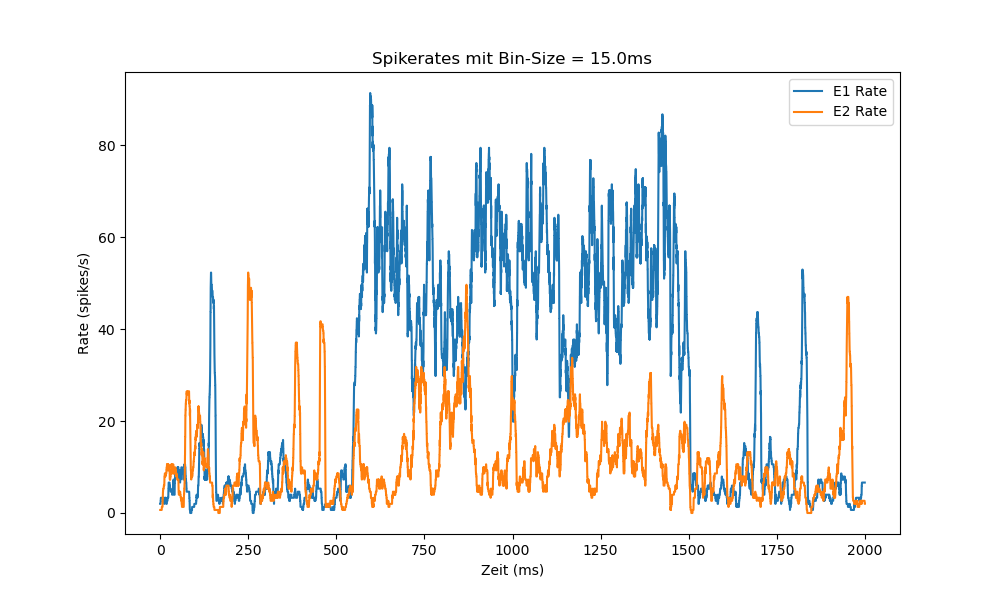 Spikerates mit Bin-Size = 15.0ms
E1 Rate
E2 Rate
80
60
40
20
0
Rate (spikes/s)
0 250 500 750 1000 1250 1500 1750 2000
Zeit (ms)